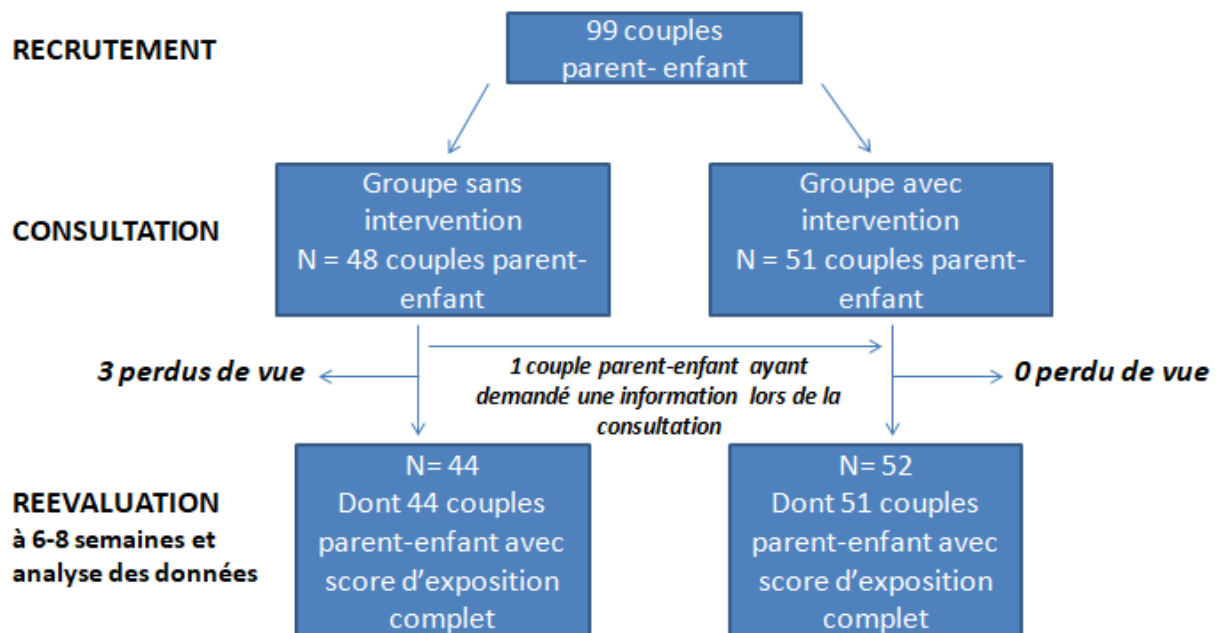 RECRUTEMENT
99 couples
parent- enfant
CONSULTATION
Groupe sans
intervention
N = 48 couples parent-
enfant
Groupe avec
intervention
N = 51 couples parent-
enfant
3 perdus de vue
1 couple parent-enfant ayant
demandé une information lors de la
consultation
0 perdu de vue
REEVALUATION
à 6-8 semaines et
analyse des données
N= 44
Dont 44 couples
parent-enfant avec
score d'exposition
complet
N= 52
Dont 51 couples
parent-enfant avec
score d'exposition
complet